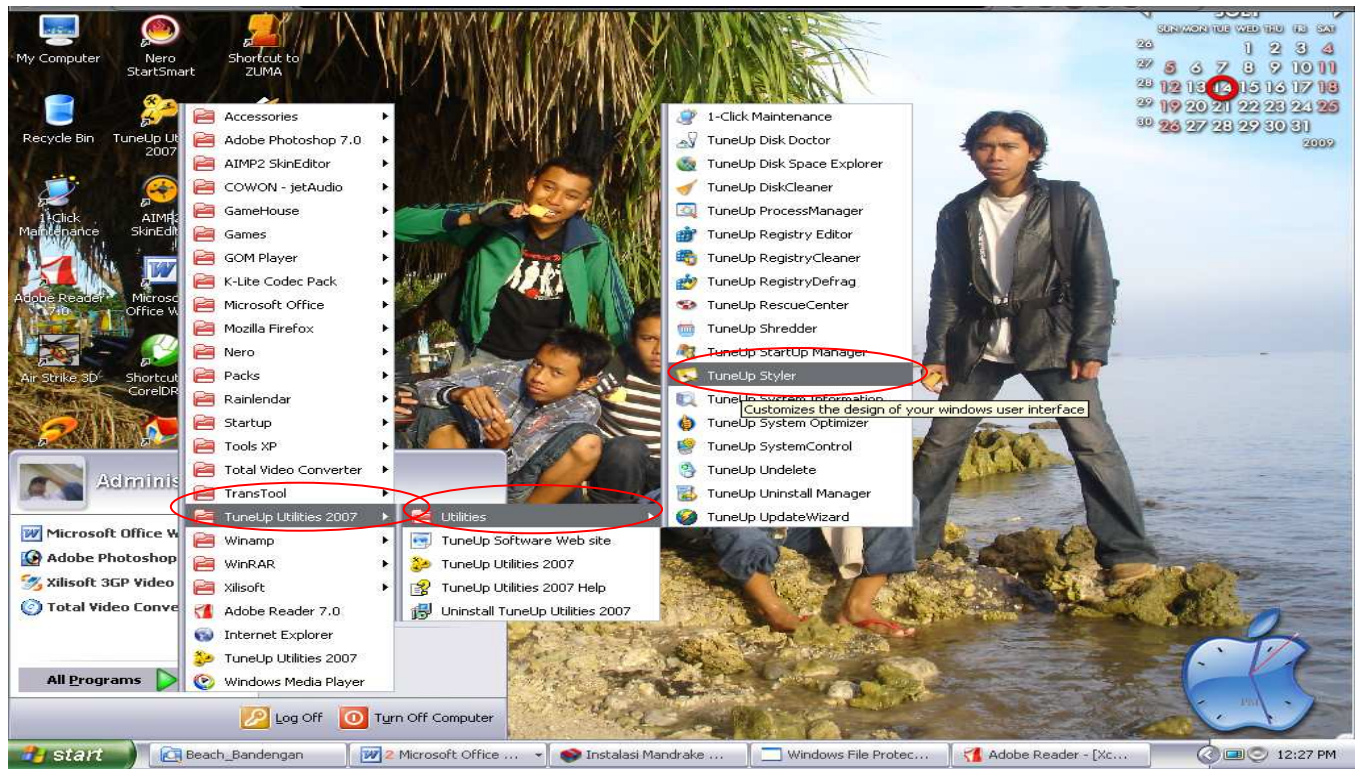 JULY
SUN MON TUE WED THU FRI SAT
26 1 2 3 4
27 5 6 7 8 9 10 11
28 12 13 14 15 16 17 18
29 19 20 21 22 23 24 25
30 26 27 28 29 30 31
2009
My Computer
Nero
StartSmart
Shortcut to
ZUMA
Recycle Bin
TuneUp Ut
2007
1-Click
Maintenance
AIMP2
SkinEdit
Adobe Reader
7.0
Microsc
Office W
Air Strike 3D
Shortcut
CorelDR
Adminis
Microsoft Office W
Adobe Photoshop
Xilisoft 3GP Video
Total Video Conve
All Programs
Accessories
Adobe Photoshop 7.0
AIMP2 SkinEditor
COWON - jetAudio
GameHouse
Games
GOM Player
K-Lite Codec Pack
Microsoft Office
Mozilla Firefox
Nero
Packs
Rainlendar
Startup
Tools XP
Total Video Converter
TransTool
TuneUp Utilities 2007
Winamp
WinRAR
Xilisoft
Adobe Reader 7.0
Internet Explorer
TuneUp Utilities 2007
Windows Media Player
Utilities
TuneUp Software Web site
TuneUp Utilities 2007
TuneUp Utilities 2007 Help
Uninstall TuneUp Utilities 2007
1-Click Maintenance
TuneUp Disk Doctor
TuneUp Disk Space Explorer
TuneUp DiskCleaner
TuneUp ProcessManager
TuneUp Registry Editor
TuneUp RegistryCleaner
TuneUp RegistryDefrag
TuneUp RescueCenter
TuneUp Shredder
TuneUp StartUp Manager
TuneUp Styler
TuneUp System Information
Customizes the design of your windows user interface
TuneUp System Optimizer
TuneUp SystemControl
TuneUp Undelete
TuneUp Uninstall Manager
TuneUp UpdateWizard
Log Off
Turn Off Computer
PM
start
Beach_Bandengan
2 Microsoft Office ...
Instalasi Mandrake ...
Windows File Protec...
Adobe Reader - [Xc...
12:27 PM